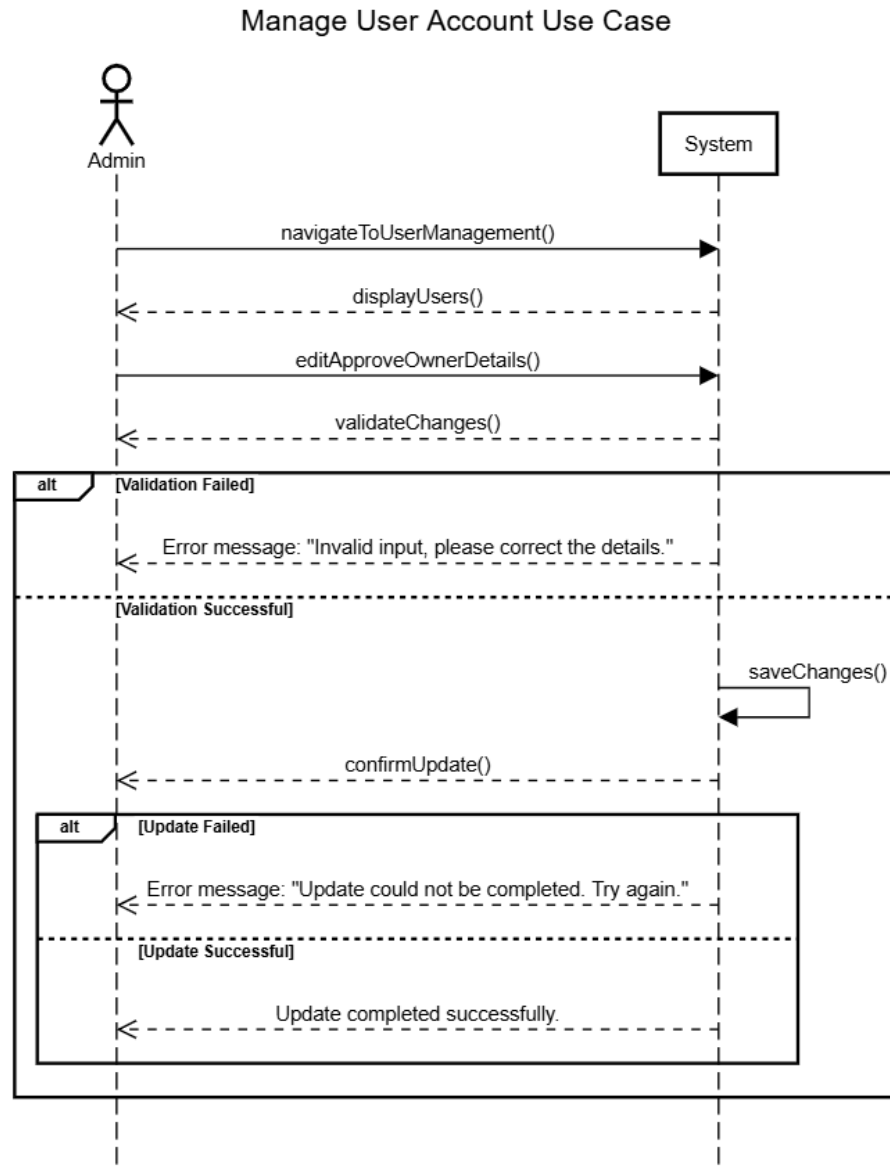 Manage User Account Use Case
Admin
System
navigateToUserManagement()
displayUsers()
editApproveOwnerDetails()
validateChanges()
alt
[Validation Failed]
Error message: "Invalid input, please correct the details."
[Validation Successful]
saveChanges()
confirmUpdate()
alt
[Update Failed]
Error message: "Update could not be completed. Try again."
[Update Successful]
Update completed successfully.